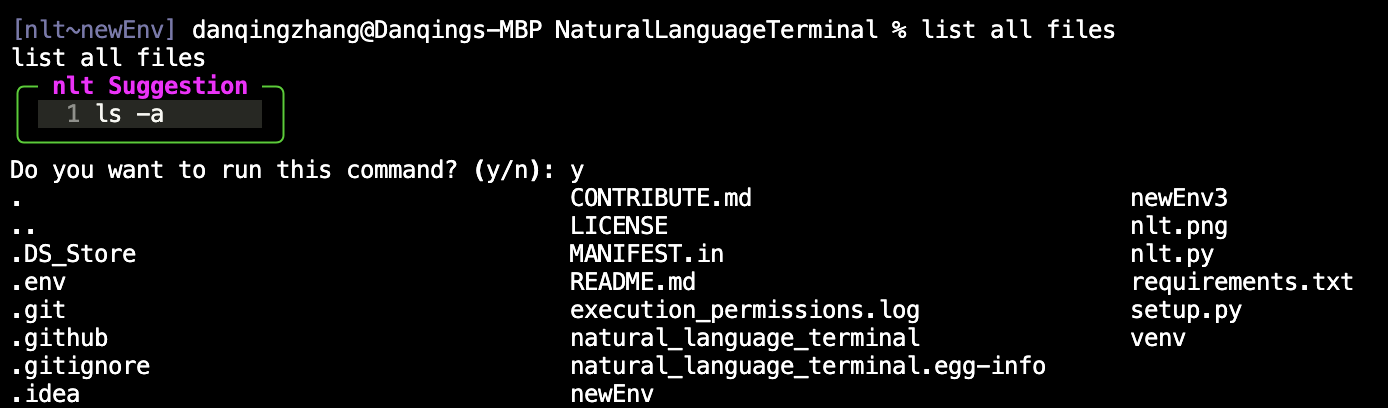 [nlt~newEnv] danqingzhang@Danqings-MBP NaturalLanguageTerminal % list all files
list all files
nlt Suggestion
1 ls -a
Do you want to run this command? (y/n): y
. CONTRIBUTE.md newEnv3
.. LICENSE nlt.png
.DS_Store MANIFEST.in nlt.py
.env README.md requirements.txt
.git execution_permissions.log setup.py
.github natural_language_terminal venv
.gitignore natural_language_terminal.egg-info
.idea newEnv